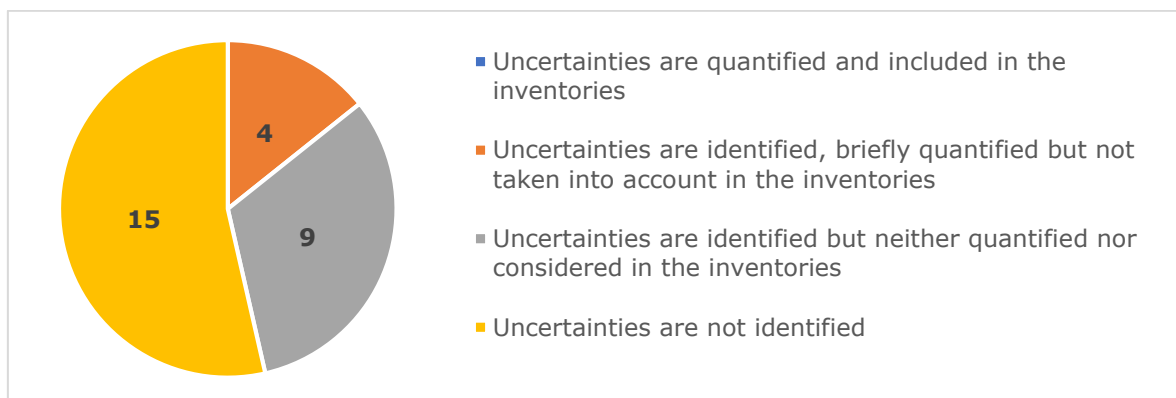 4
15
9
Uncertainties are quantified and included in the
inventories
Uncertainties are identified, briefly quantified but not
taken into account in the inventories
Uncertainties are identified but neither quantified nor
considered in the inventories
Uncertainties are not identified